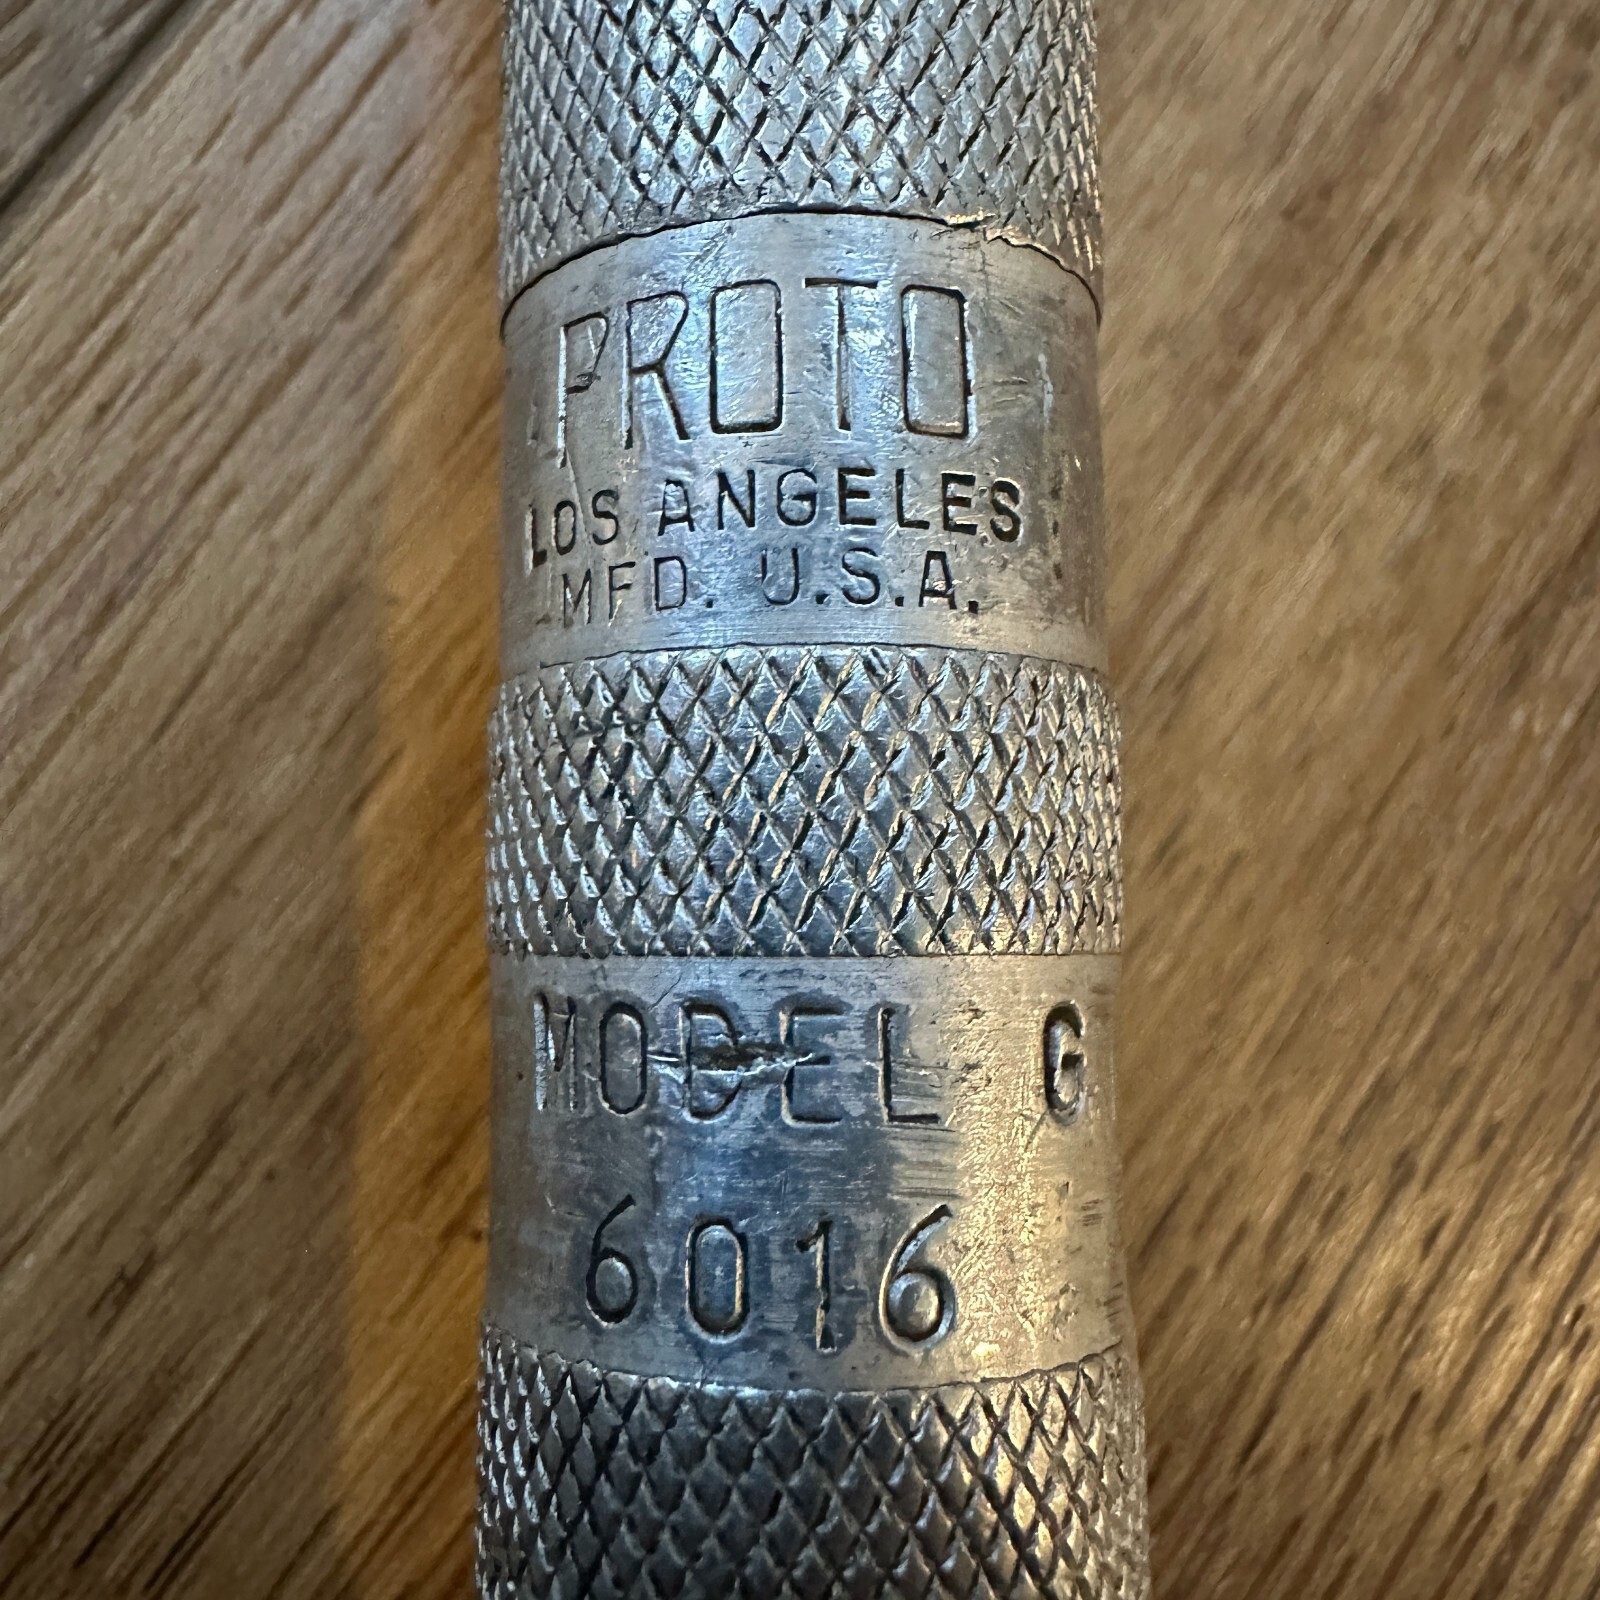 PROTO
LOS ANGELES
MFD. U.S.A.
MODEL G
6016